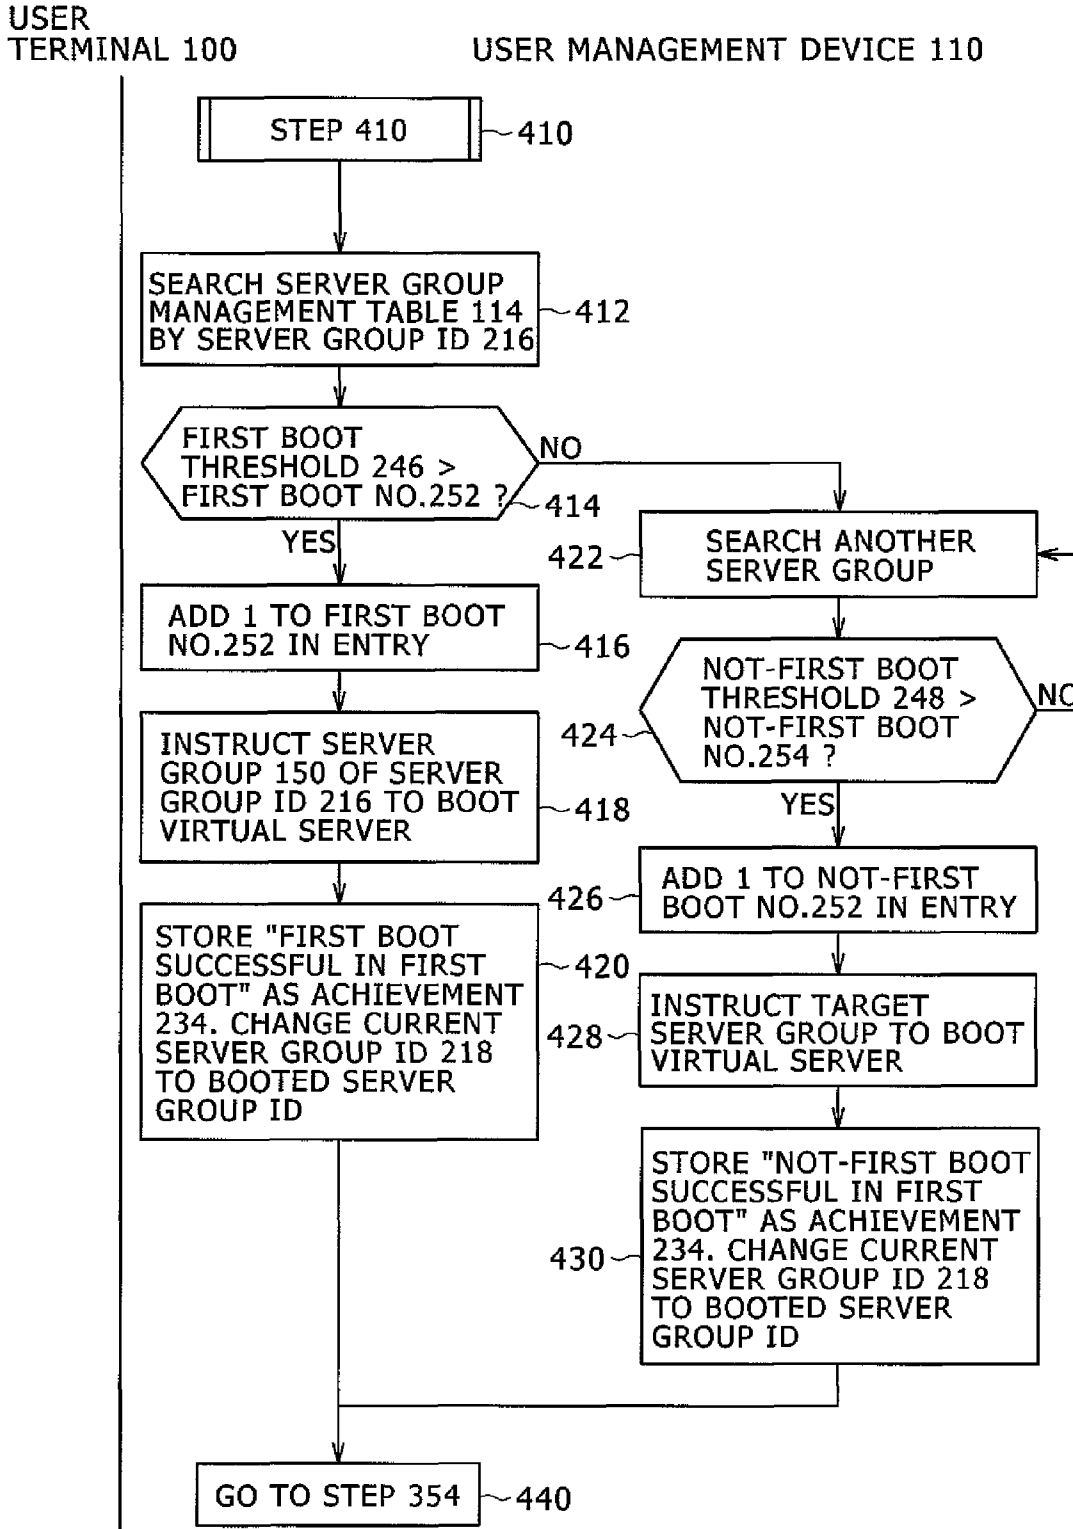 USER
TERMINAL 100
USER MANAGEMENT DEVICE 110
STEP 410
410
SEARCH SERVER GROUP
MANAGEMENT TABLE 114
BY SERVER GROUP ID 216
412
FIRST BOOT
THRESHOLD 246 >
FIRST BOOT NO.252 ?
414
NO
YES
SEARCH ANOTHER
SERVER GROUP
422
ADD 1 TO FIRST BOOT
NO.252 IN ENTRY
416
NOT-FIRST BOOT
THRESHOLD 248 >
NOT-FIRST BOOT
NO.254 ?
424
NO
YES
INSTRUCT SERVER
GROUP 150 OF SERVER
GROUP ID 216 TO BOOT
VIRTUAL SERVER
418
ADD 1 TO NOT-FIRST
BOOT NO.252 IN ENTRY
426
STORE "FIRST BOOT
SUCCESSFUL IN FIRST
BOOT" AS ACHIEVEMENT
234. CHANGE CURRENT
SERVER GROUP ID 218
TO BOOTED SERVER
GROUP ID
420
INSTRUCT TARGET
SERVER GROUP TO BOOT
VIRTUAL SERVER
428
STORE "NOT-FIRST BOOT
SUCCESSFUL IN FIRST
BOOT" AS ACHIEVEMENT
234. CHANGE CURRENT
SERVER GROUP ID 218
TO BOOTED SERVER
GROUP ID
430
GO TO STEP 354
440